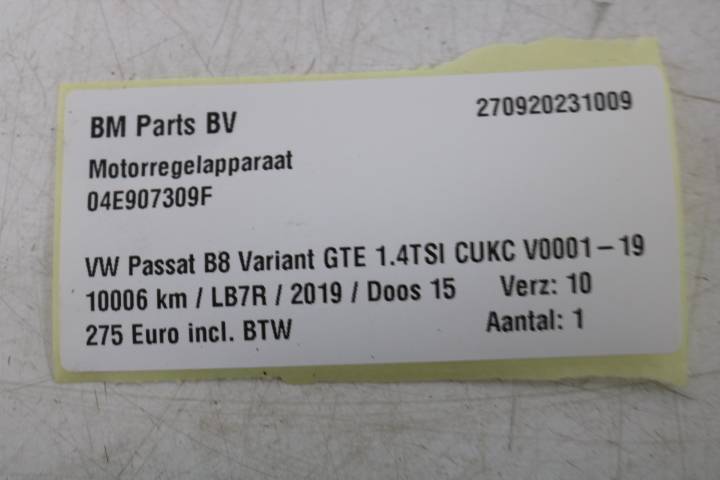 BM Parts BV
270920231009
Motorregelapparaat
04E907309F
VW Passat B8 Variant GTE 1.4TSI CUKC V0001-19
10006 km / LB7R / 2019 / Doos 15 Verz: 10
275 Euro incl. BTW Aantal: 1